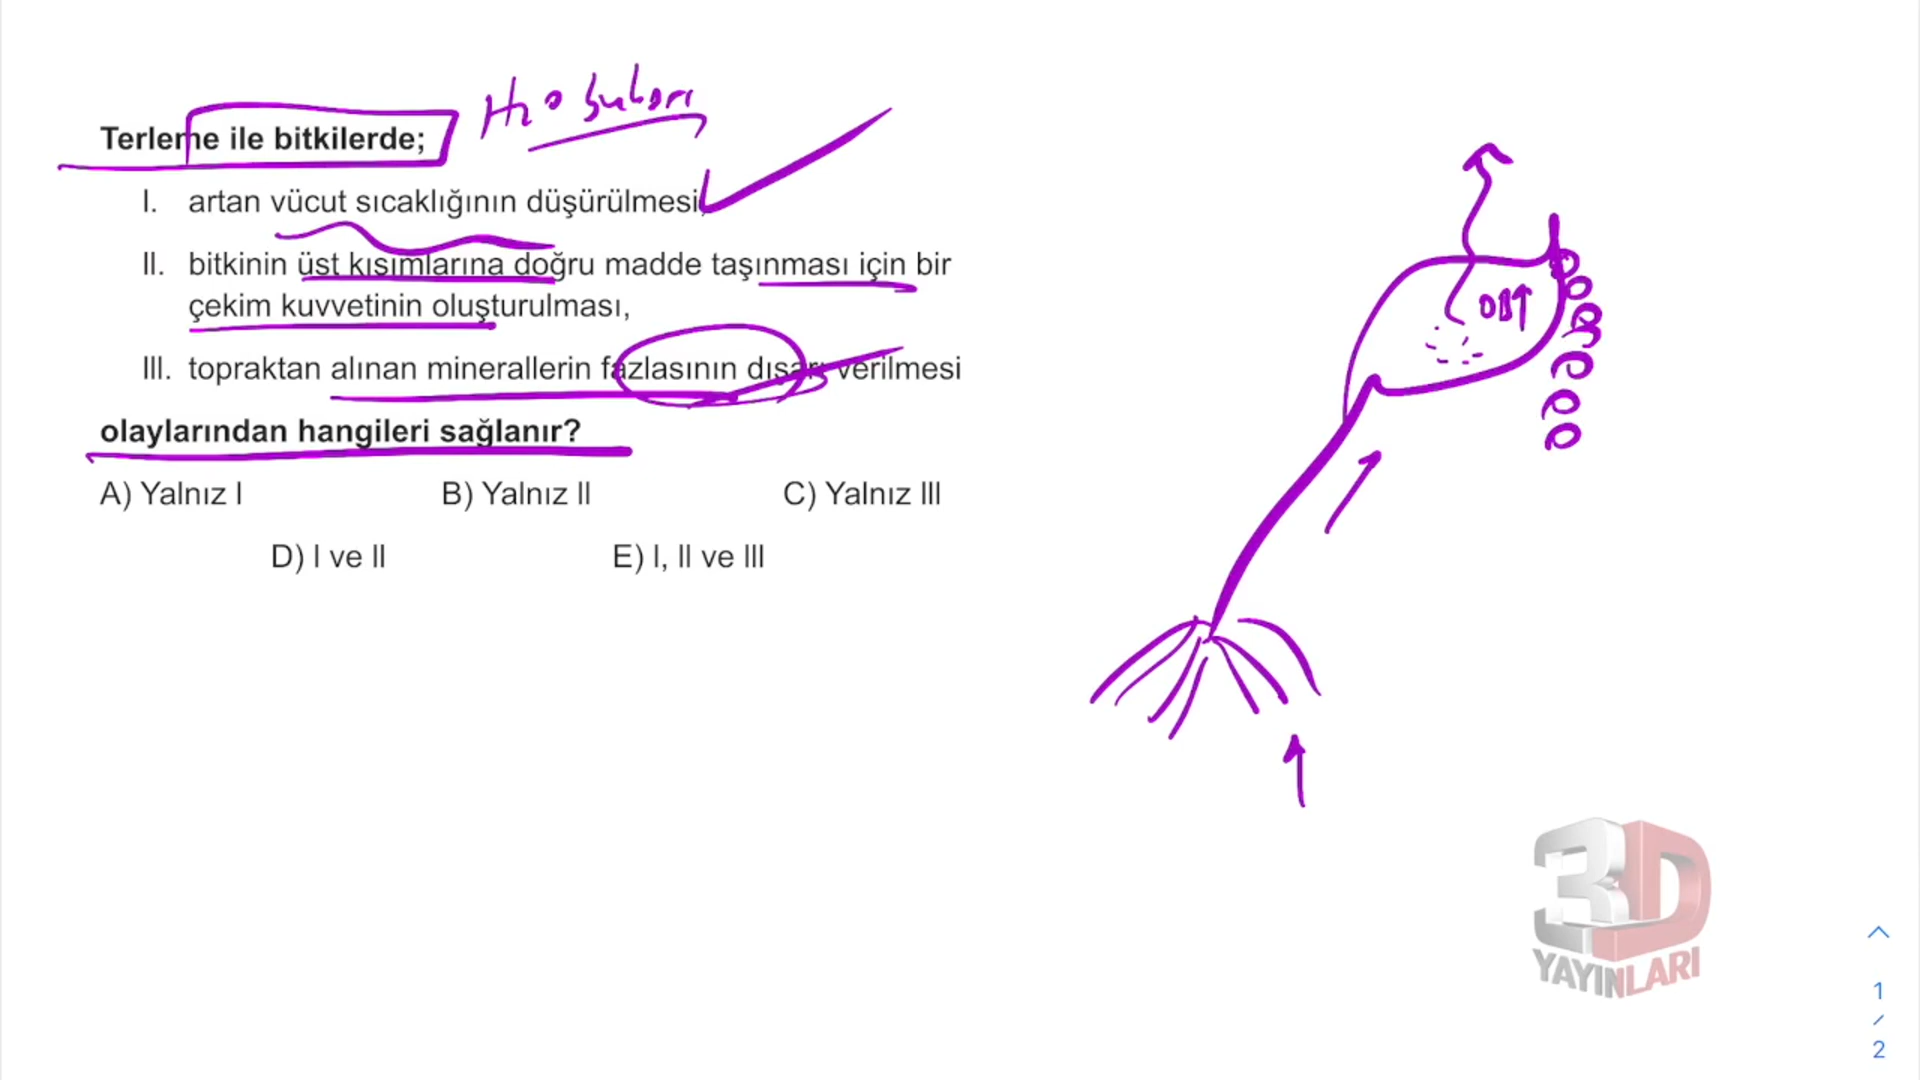 H₂O buharı
Terleme ile bitkilerde;
I. artan vücut sıcaklığının düşürülmesi,
II. bitkinin üst kısımlarına doğru madde taşınması için bir
çekim kuvvetinin oluşturulması,
III. topraktan alınan minerallerin fazlasının dışarı verilmesi
olaylarından hangileri sağlanır?
A) Yalnız I B) Yalnız II C) Yalnız III
D) I ve II E) I, II ve III
OB↑
3D
YAYINLARI
1
/
2